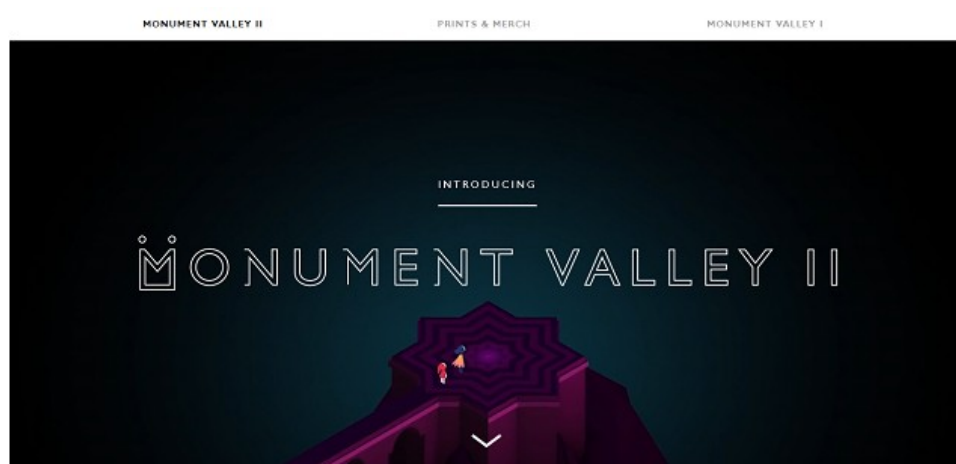 MONUMENT VALLEY II PRINTS & MERCH MONUMENT VALLEY I
INTRODUCING
MONUMENT VALLEY II